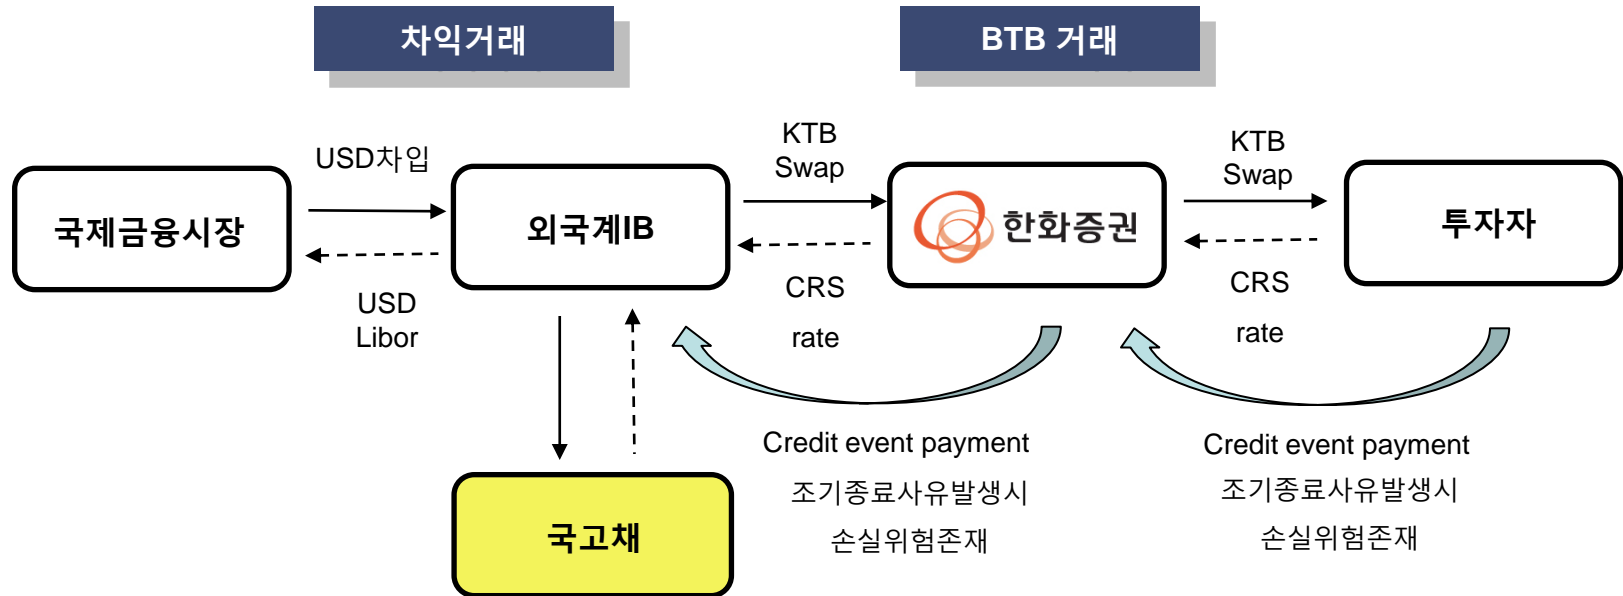 차익거래
BTB 거래
USD차입
KTB
Swap
KTB
Swap
국제금융시장
외국계IB
한화증권
투자자
USD
Libor
CRS
rate
CRS
rate
Credit event payment
조기종료사유발생시
손실위험존재
Credit event payment
조기종료사유발생시
손실위험존재
국고채